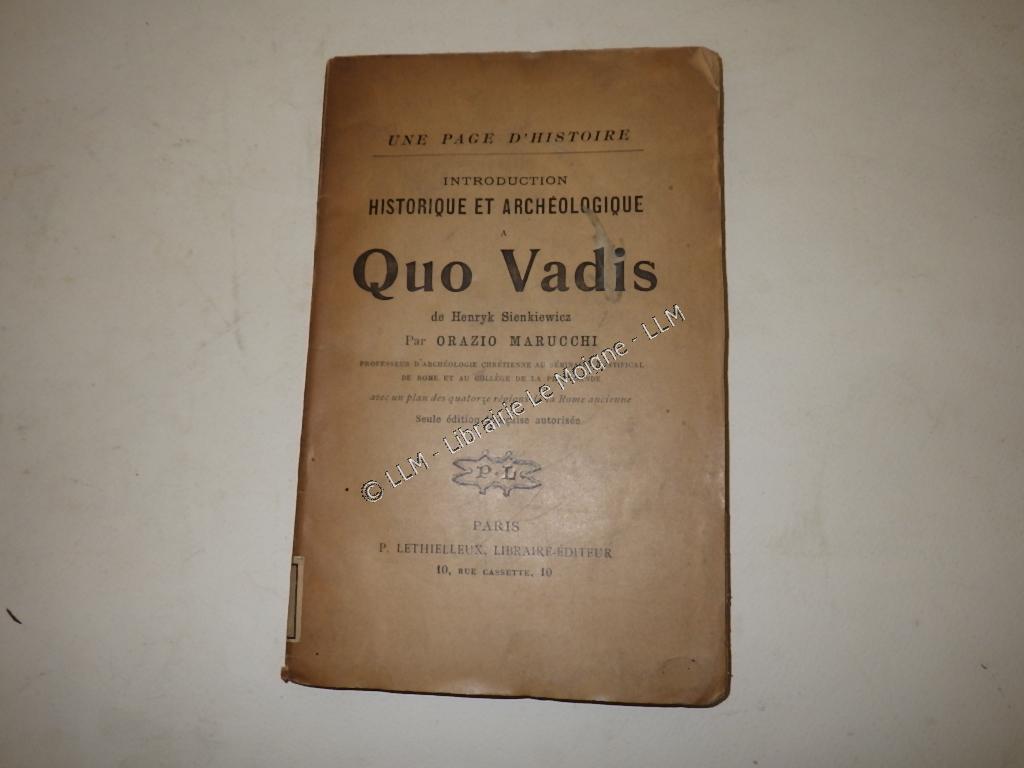 UNE PAGE D'HISTOIRE
INTRODUCTION
HISTORIQUE ET ARCHÉOLOGIQUE
A
Quo Vadis
de Henryk Sienkiewicz
Par ORAZIO MARUCCHI
PROFESSEUR D'ARCHÉOLOGIE CHRÉTIENNE AU PONTIFICAL
DE ROME ET AU COLLÈGE DE LA
avec un plan des quatorze Rome ancienne
Seule édition autorisée
P. L
PARIS
P. LETHIELLEUX, LIBRAIRE-ÉDITEUR
10, RUE CASSETTE, 10
© LLM - Librairie Le Moigne - LLM